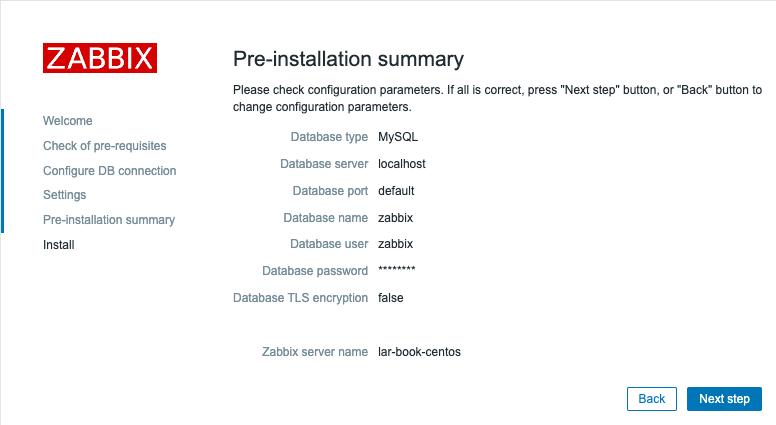 ZABBIX
Welcome
Check of pre-requisites
Configure DB connection
Settings
Pre-installation summary
Install
Pre-installation summary
Please check configuration parameters. If all is correct, press "Next step" button, or "Back" button to
change configuration parameters.
Database type MySQL
Database server localhost
Database port default
Database name zabbix
Database user zabbix
Database password ********
Database TLS encryption false
Zabbix server name lar-book-centos
Back Next step